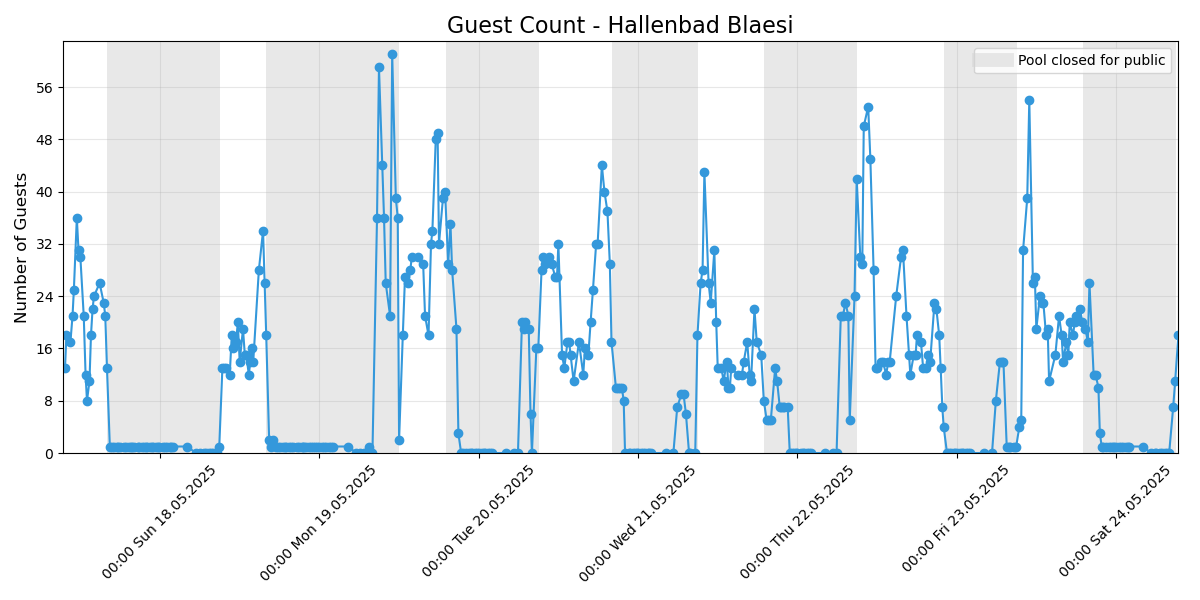 Guest Count - Hallenbad Blaesi
Pool closed for public
Number of Guests
56
48
40
32
24
16
8
0
00:00 Sun 18.05.2025
00:00 Mon 19.05.2025
00:00 Tue 20.05.2025
00:00 Wed 21.05.2025
00:00 Thu 22.05.2025
00:00 Fri 23.05.2025
00:00 Sat 24.05.2025